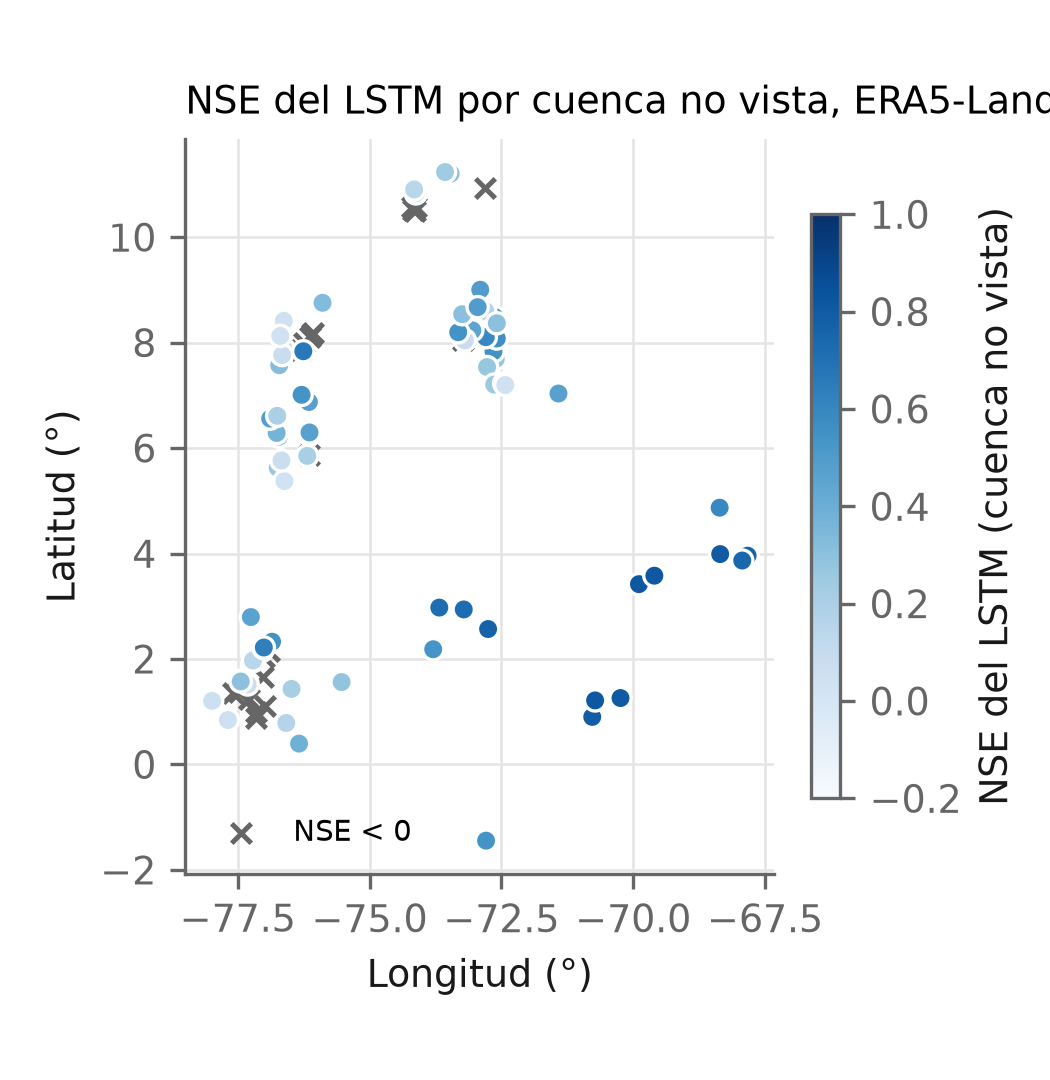 NSE del LSTM por cuenca no vista, ERA5-Land
10
8
6
4
2
0
−2
Latitud (°)
NSE < 0
−77.5 −75.0 −72.5 −70.0 −67.5
Longitud (°)
1.0
0.8
0.6
0.4
0.2
0.0
−0.2
NSE del LSTM (cuenca no vista)